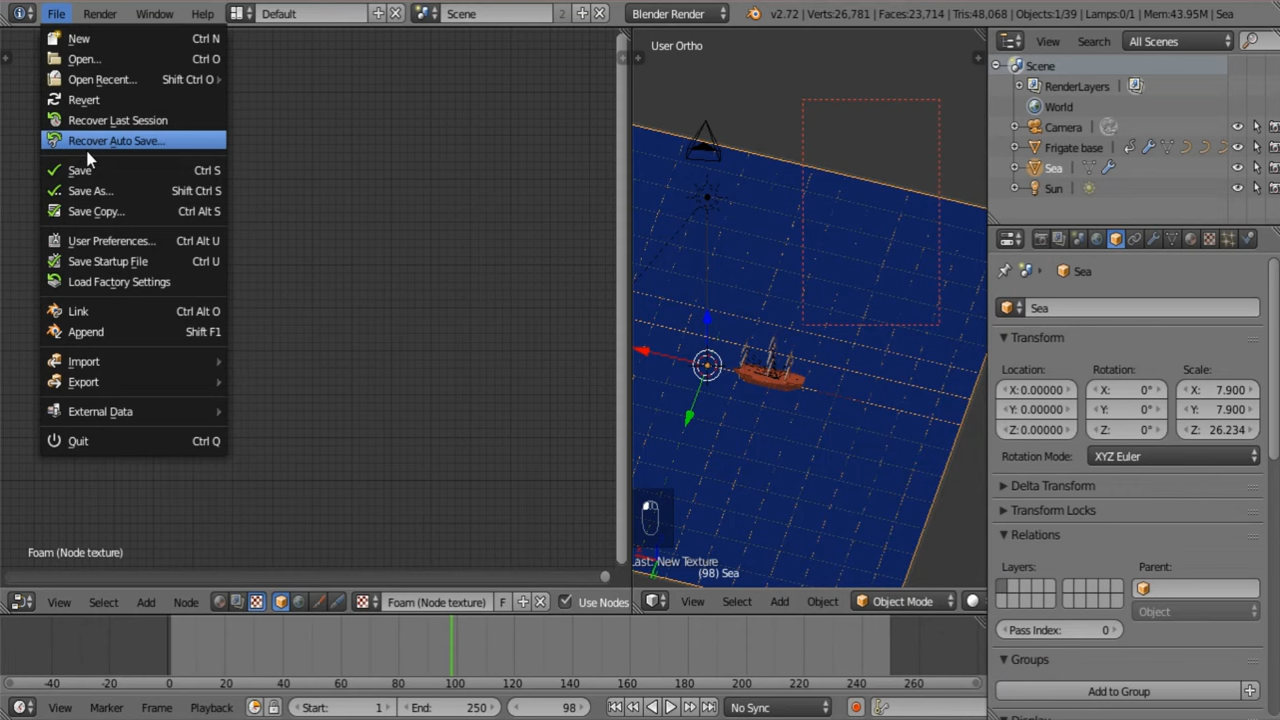 File Render Window Help Default Scene 2 Blender Render v2.72 | Verts:26,781 | Faces:23,714 | Tris:48,068 | Objects:1/39 | Lamps:0/1 | Mem:43.95M | Sea
New Ctrl N
Open... Ctrl O
Open Recent... Shift Ctrl O
Revert
Recover Last Session
Recover Auto Save...
Save Ctrl S
Save As... Shift Ctrl S
Save Copy... Ctrl Alt S
User Preferences... Ctrl Alt U
Save Startup File Ctrl U
Load Factory Settings
Link Ctrl Alt O
Append Shift F1
Import
Export
External Data
Quit Ctrl Q
Foam (Node texture)
View Select Add Node Foam (Node texture) F Use Nodes
User Ortho
Last: New Texture
(98) Sea
View Select Add Object Object Mode
View Search All Scenes
Scene
RenderLayers
World
Camera
Frigate base
Sea
Sun
Sea
Sea
Transform
Location: Rotation: Scale:
X: 0.00000 X: 0° X: 7.900
Y: 0.00000 Y: 0° Y: 7.900
Z: 0.00000 Z: 0° Z: 26.234
Rotation Mode: XYZ Euler
Delta Transform
Transform Locks
Relations
Layers: Parent:
Object
Pass Index: 0
Groups
Add to Group
Display
-40 -20 0 20 40 60 80 100 120 140 160 180 200 220 240 260
View Marker Frame Playback Start: 1 End: 250 98 No Sync